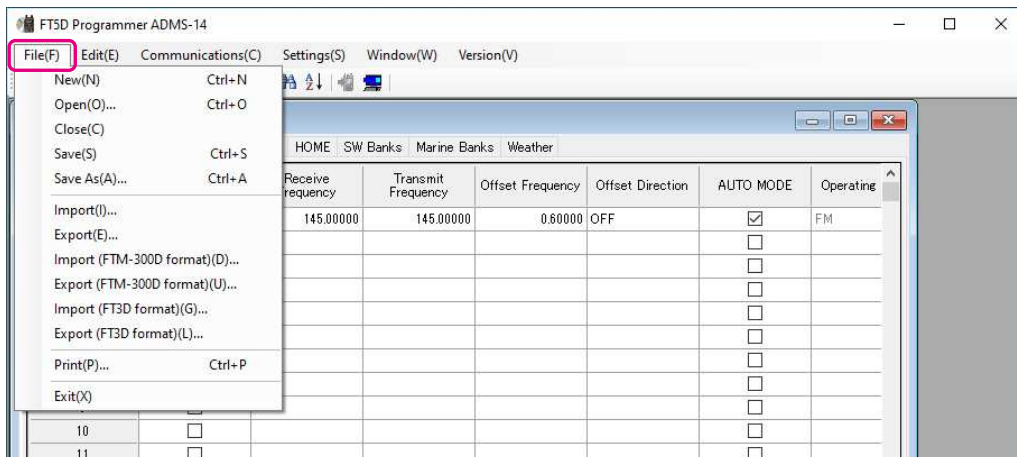 FT5D Programmer ADMS-14
File(F) Edit(E) Communications(C) Settings(S) Window(W) Version(V)
New(N) Ctrl+N
Open(O)... Ctrl+O
Close(C)
Save(S) Ctrl+S
Save As(A)... Ctrl+A
Import(I)...
Export(E)...
Import (FTM-300D format)(D)...
Export (FTM-300D format)(U)...
Import (FT3D format)(G)...
Export (FT3D format)(L)...
Print(P)... Ctrl+P
Exit(X)
HOME SW Banks Marine Banks Weather
Receive Transmit Frequency Offset Frequency Offset Direction AUTO MODE Operating
145.00000 145.00000 0.60000 OFF FM
10
11